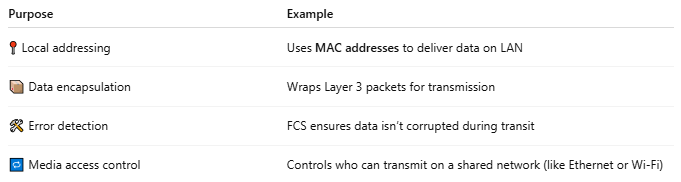 Purpose Example
📍 Local addressing Uses MAC addresses to deliver data on LAN
📦 Data encapsulation Wraps Layer 3 packets for transmission
🛠 Error detection FCS ensures data isn’t corrupted during transit
🔁 Media access control Controls who can transmit on a shared network (like Ethernet or Wi-Fi)